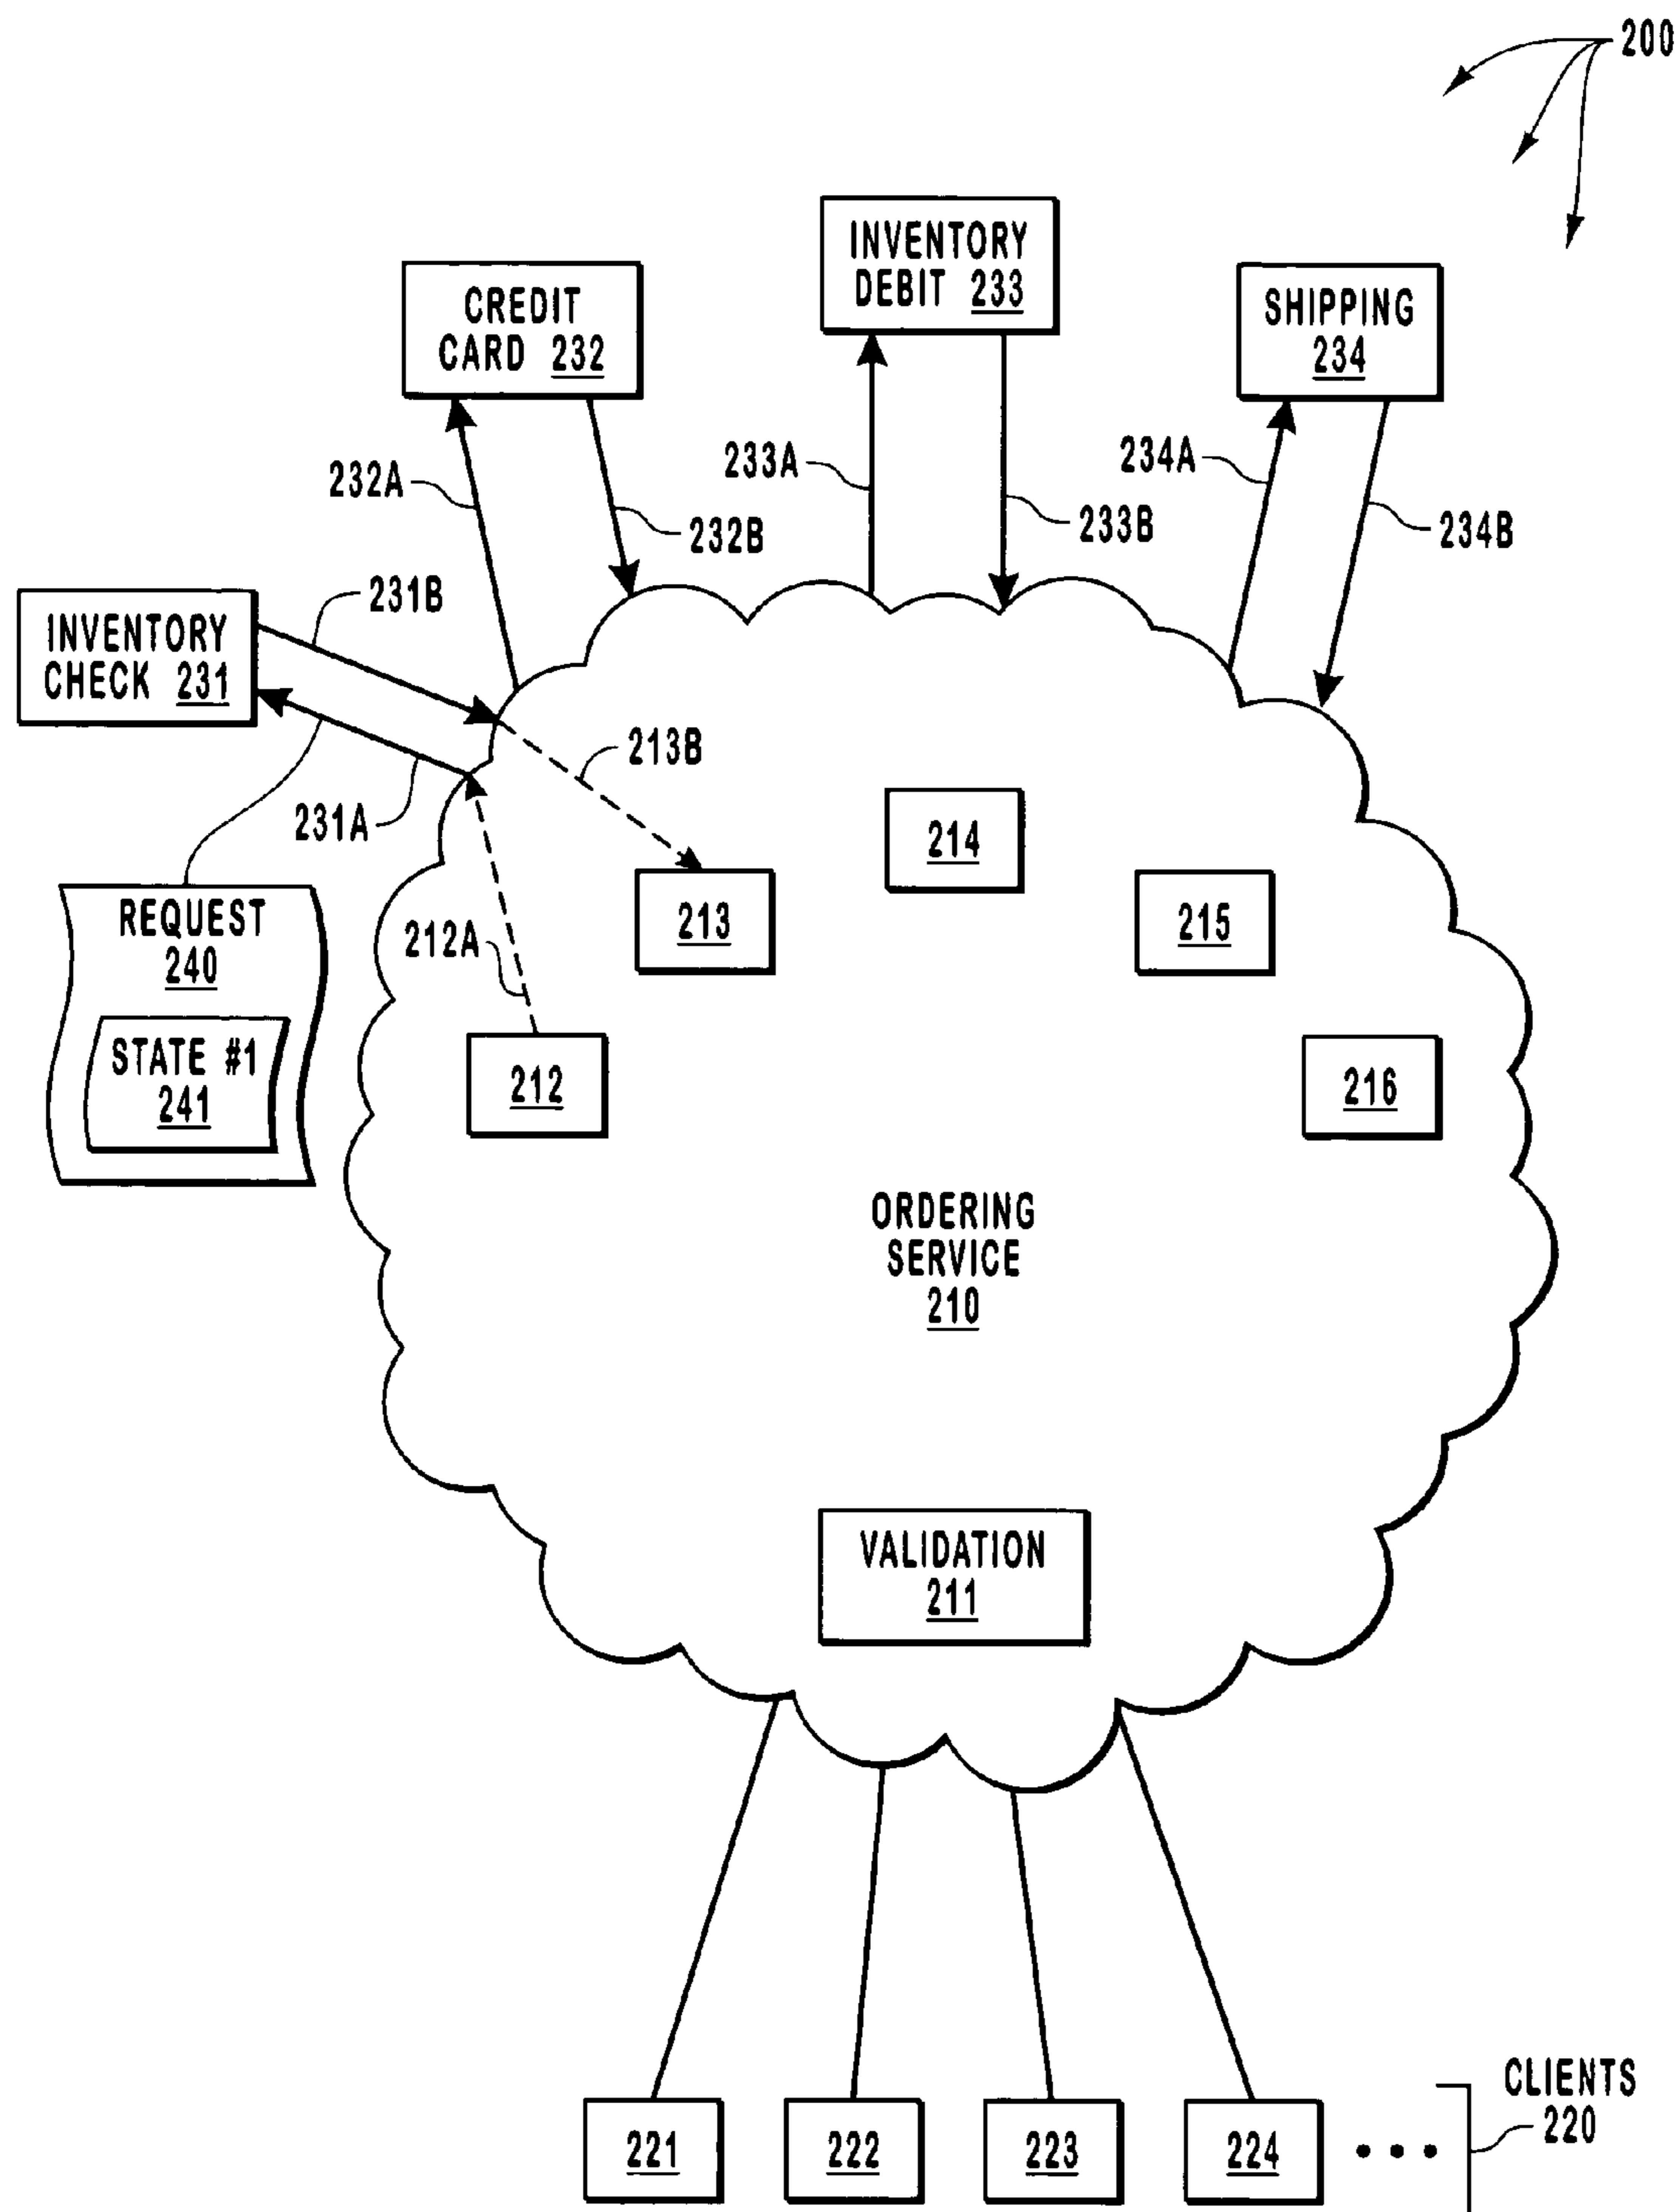 200
INVENTORY
DEBIT 233
CREDIT
CARD 232
SHIPPING
234
232A
232B
233A
233B
234A
234B
INVENTORY
CHECK 231
231B
231A
213B
REQUEST
240
STATE #1
241
212A
212
213
214
215
216
ORDERING
SERVICE
210
VALIDATION
211
221
222
223
224
• • •
CLIENTS
220